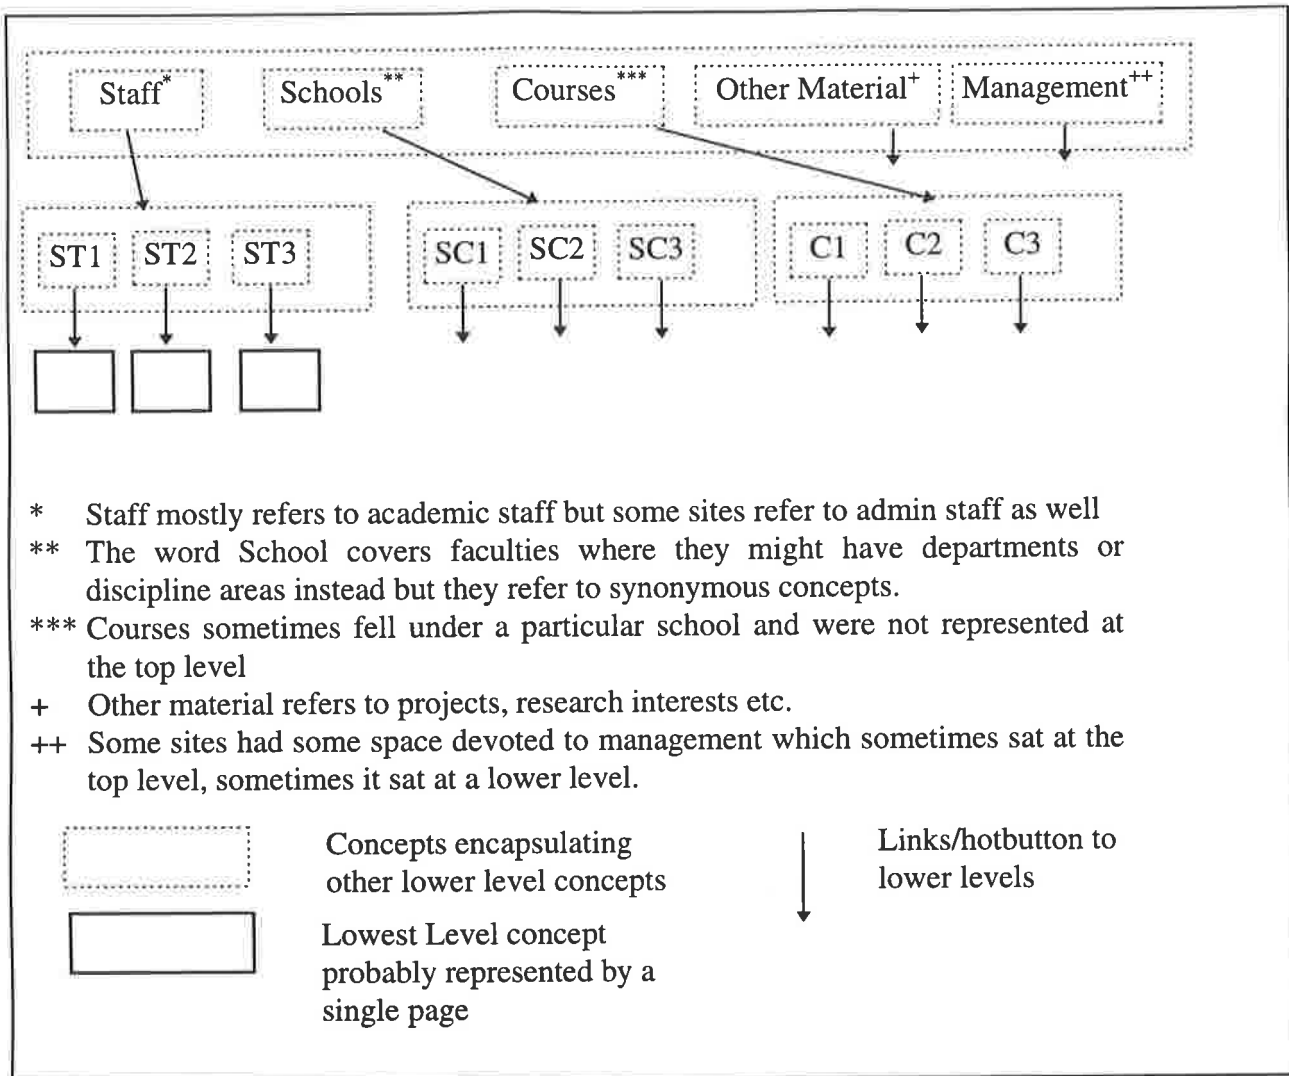 Staff* Schools** Courses*** Other Material+ Management++
ST1 ST2 ST3 SC1 SC2 SC3 C1 C2 C3
* Staff mostly refers to academic staff but some sites refer to admin staff as well
** The word School covers faculties where they might have departments or
discipline areas instead but they refer to synonymous concepts.
*** Courses sometimes fell under a particular school and were not represented at
the top level
+ Other material refers to projects, research interests etc.
++ Some sites had some space devoted to management which sometimes sat at the
top level, sometimes it sat at a lower level.
Concepts encapsulating
other lower level concepts
Links/hotbutton to
lower levels
Lowest Level concept
probably represented by a
single page